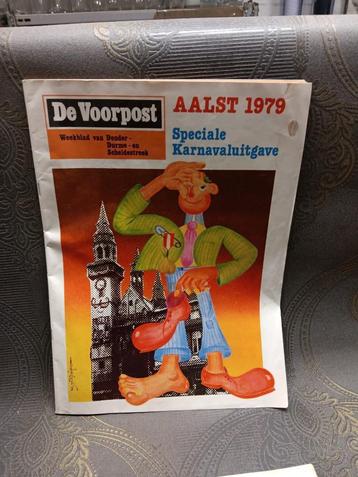 De Voorpost
AALST 1979
Weekblad van Dender-
Durme- en
Scheldestreek
Speciale
Karnavaluitgave